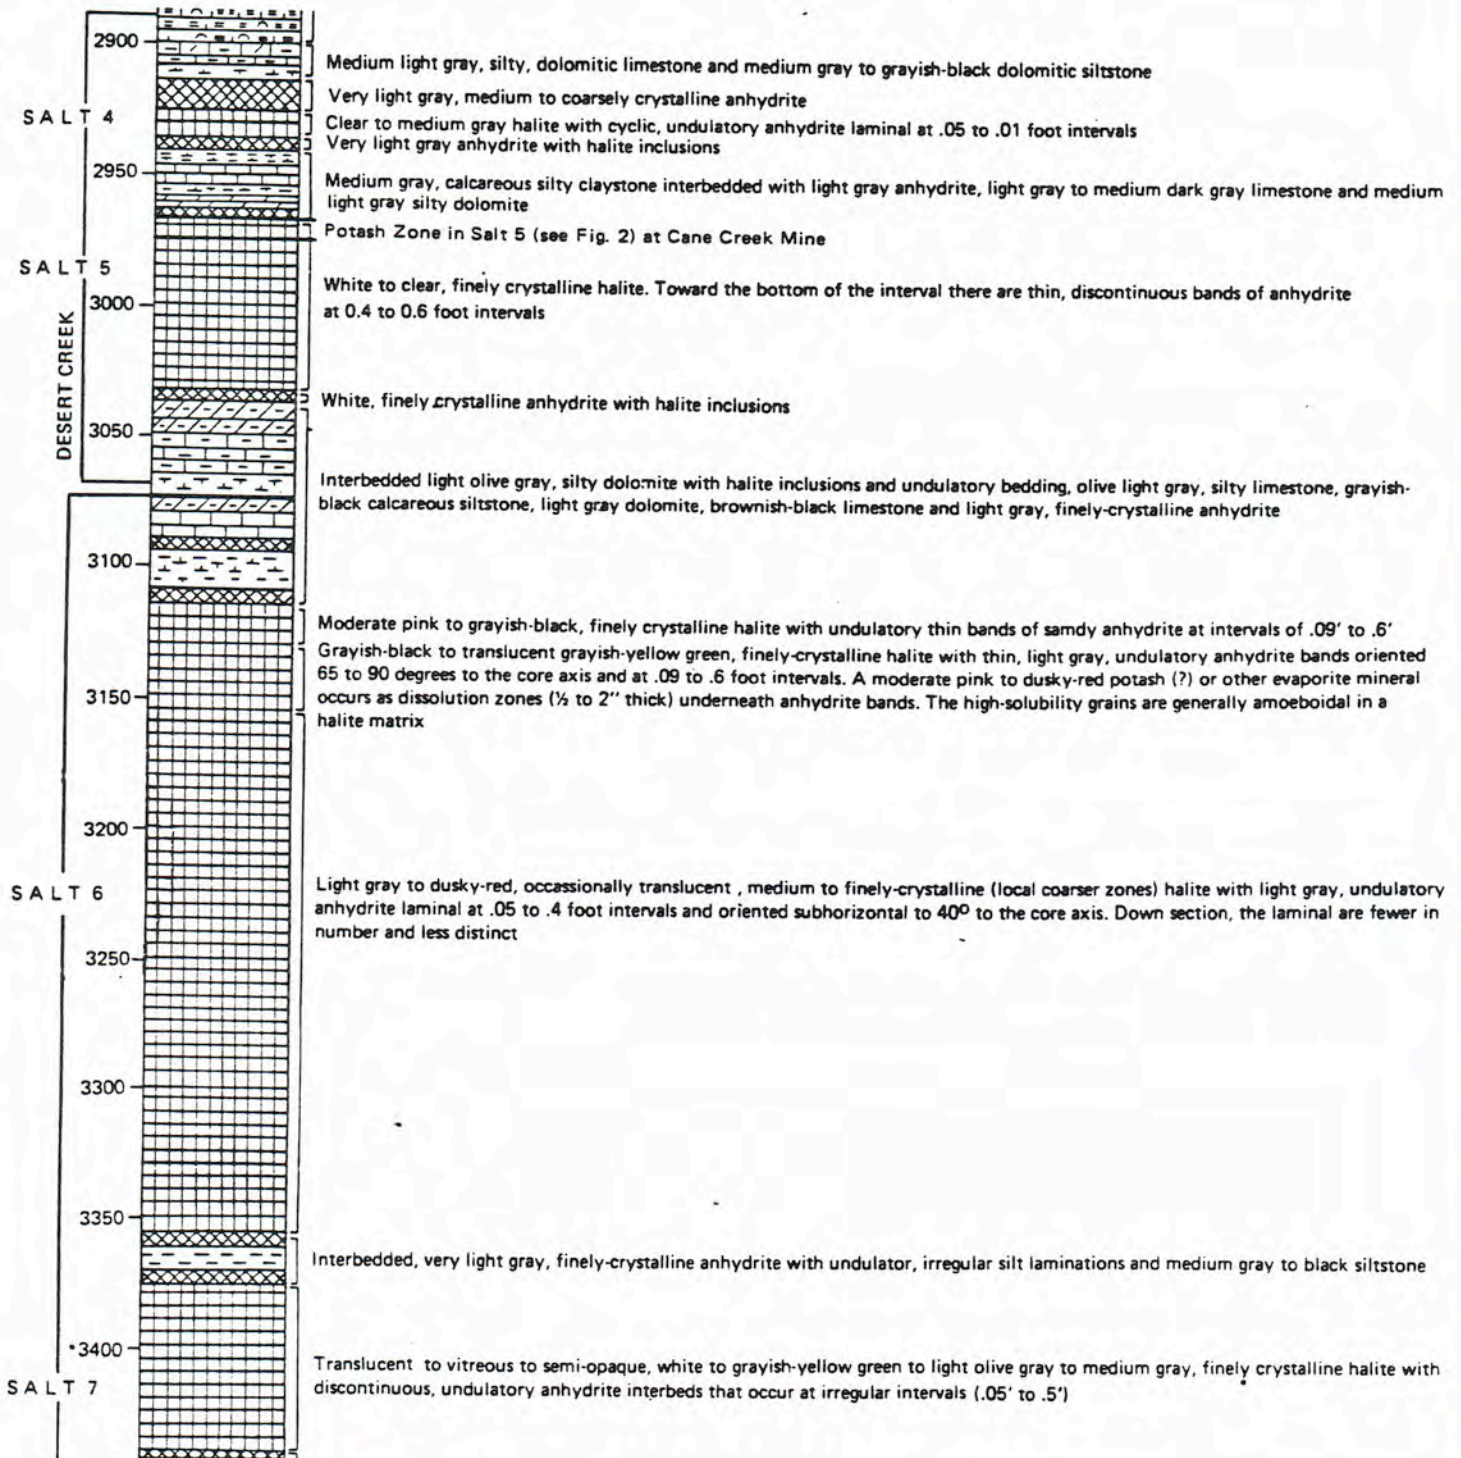 2900
Medium light gray, silty, dolomitic limestone and medium gray to grayish-black dolomitic siltstone
Very light gray, medium to coarsely crystalline anhydrite
SALT 4
Clear to medium gray halite with cyclic, undulatory anhydrite laminal at .05 to .01 foot intervals
Very light gray anhydrite with halite inclusions
2950
Medium gray, calcareous silty claystone interbedded with light gray anhydrite, light gray to medium dark gray limestone and medium
light gray silty dolomite
Potash Zone in Salt 5 (see Fig. 2) at Cane Creek Mine
SALT 5
White to clear, finely crystalline halite. Toward the bottom of the interval there are thin, discontinuous bands of anhydrite
at 0.4 to 0.6 foot intervals
3000
DESERT CREEK
White, finely crystalline anhydrite with halite inclusions
3050
Interbedded light olive gray, silty dolomite with halite inclusions and undulatory bedding, olive light gray, silty limestone, grayish-
black calcareous siltstone, light gray dolomite, brownish-black limestone and light gray, finely-crystalline anhydrite
3100
Moderate pink to grayish-black, finely crystalline halite with undulatory thin bands of samdy anhydrite at intervals of .09' to .6'
Grayish-black to translucent grayish-yellow green, finely-crystalline halite with thin, light gray, undulatory anhydrite bands oriented
65 to 90 degrees to the core axis and at .09 to .6 foot intervals. A moderate pink to dusky-red potash (?) or other evaporite mineral
occurs as dissolution zones (½ to 2" thick) underneath anhydrite bands. The high-solubility grains are generally amoeboidal in a
halite matrix
3150
3200
SALT 6
Light gray to dusky-red, occassionally translucent , medium to finely-crystalline (local coarser zones) halite with light gray, undulatory
anhydrite laminal at .05 to .4 foot intervals and oriented subhorizontal to 40º to the core axis. Down section, the laminal are fewer in
number and less distinct
3250
3300
3350
Interbedded, very light gray, finely-crystalline anhydrite with undulator, irregular silt laminations and medium gray to black siltstone
3400
SALT 7
Translucent to vitreous to semi-opaque, white to grayish-yellow green to light olive gray to medium gray, finely crystalline halite with
discontinuous, undulatory anhydrite interbeds that occur at irregular intervals (.05' to .5')